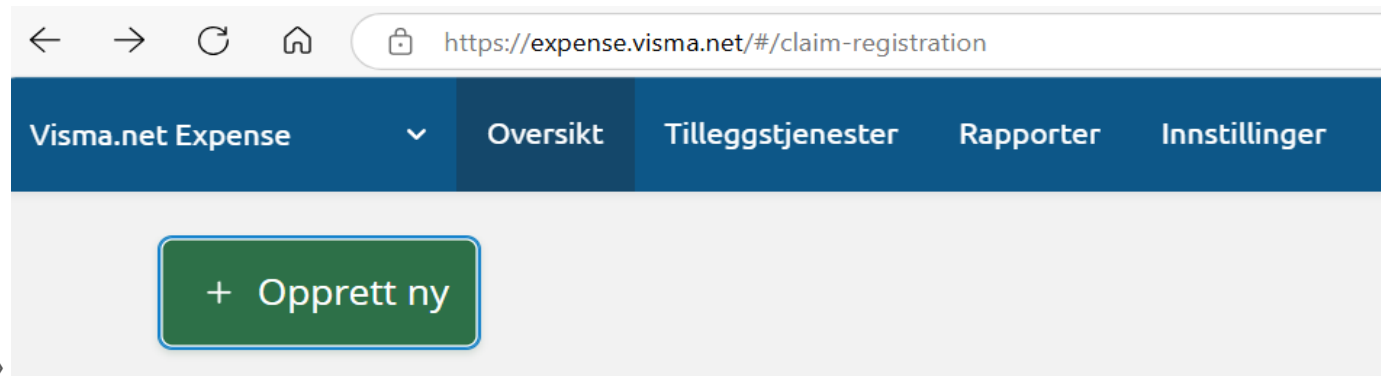 https://expense.visma.net/#/claim-registration
Visma.net Expense Oversikt Tilleggstjenester Rapporter Innstillinger
+ Opprett ny